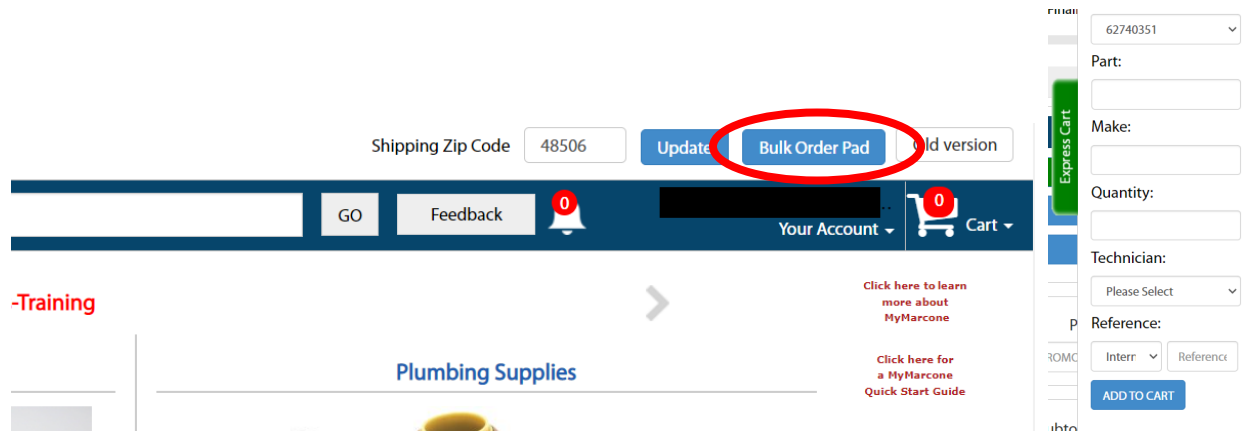 Shipping Zip Code 48506 Update Bulk Order Pad Old version
GO Feedback 0 0
Your Account Cart
-Training
Click here to learn
more about
MyMarcone
Plumbing Supplies
Click here for
a MyMarcone
Quick Start Guide
62740351
Part:
Express Cart
Make:
Quantity:
Technician:
Please Select
P
Reference:
Interr Reference
ADD TO CART